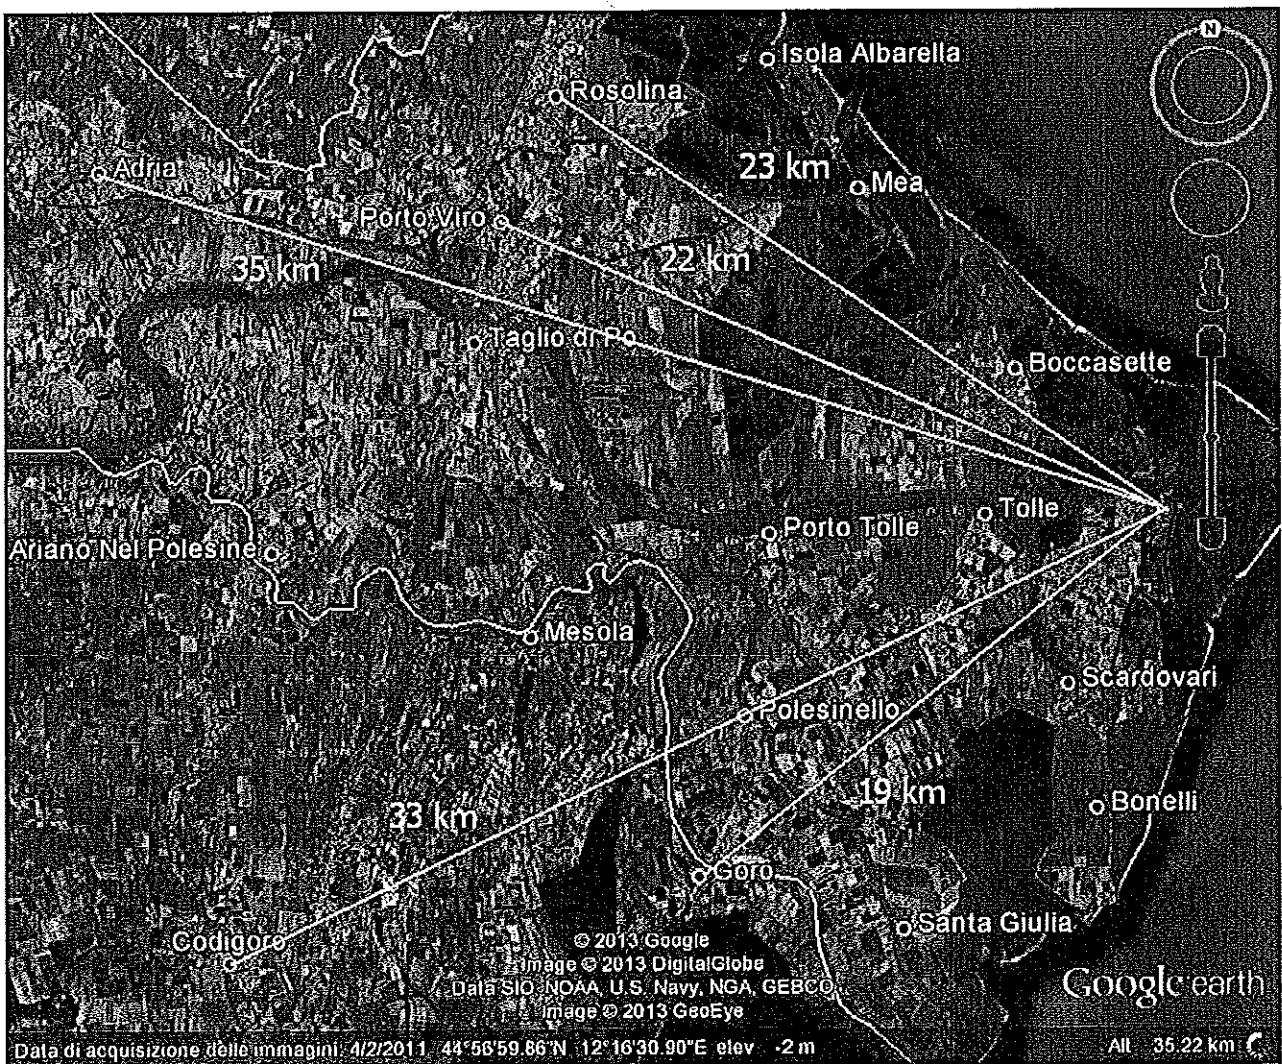 N
Isola Albarella
Rosolina
23 km
Adria
Mea
Porto Viro
22 km
35 km
Taglio di Po
Boccasette
Tolle
Porto Tolle
Ariano Nel Polesine
Mesola
Scardovari
Polesinello
19 km
Bonelli
33 km
Goro
Santa Giulia
Codigoro
© 2013 Google
Image © 2013 DigitalGlobe
Data SIO, NOAA, U.S. Navy, NGA, GEBCO
Image © 2013 GeoEye
Google earth
Data di acquisizione delle immagini 4/2/2011 44°56'59.86"N 12°16'30.90"E elev -2 m
Alt 35.22 km